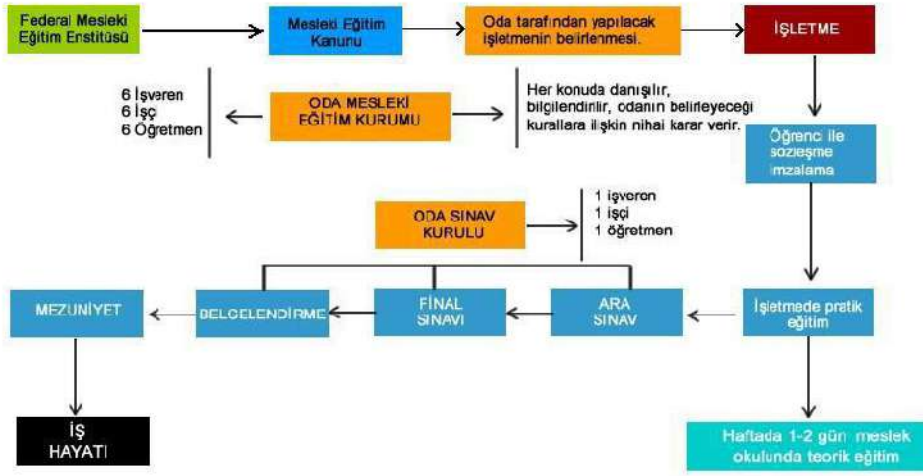 Federal Mesleki
Eğitim Enstitüsü
Mesleki Eğitim
Kanunu
Oda tarafından yapılacak
işletmenin belirlenmesi.
İŞLETME
6 İşveren
6 İşçi
6 Öğretmen
ODA MESLEKİ
EĞİTİM KURUMU
Her konuda danışılır,
bilgilendirilir, odanın belirleyeceği
kurallara ilişkin nihai karar verir.
Öğrenci ile
sözleşme
imzalama
ODA SINAV
KURULU
1 işveren
1 işçi
1 öğretmen
MEZUNİYET
BELGELENDİRME
FİNAL
SINAVI
ARA
SINAV
İşletmede pratik
eğitim
İŞ
HAYATI
Haftada 1-2 gün meslek
okulunda teorik eğitim